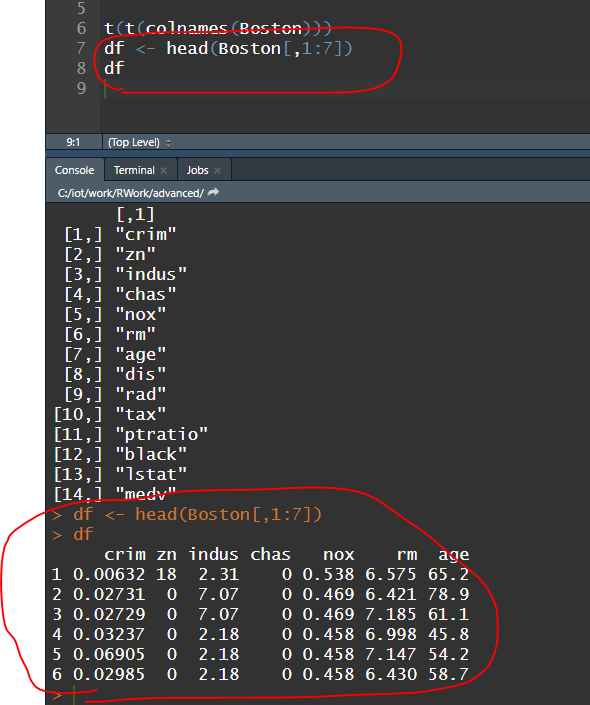 5
6 t(t(colnames(Boston)))
7 df <- head(Boston[,1:7])
8 df
9
9:1 (Top Level)
Console Terminal Jobs
C:/iot/work/RWork/advanced/
[,1]
[1,] "crim"
[2,] "zn"
[3,] "indus"
[4,] "chas"
[5,] "nox"
[6,] "rm"
[7,] "age"
[8,] "dis"
[9,] "rad"
[10,] "tax"
[11,] "ptratio"
[12,] "black"
[13,] "lstat"
[14,] "medv"
> df <- head(Boston[,1:7])
> df
crim zn indus chas nox rm age
1 0.00632 18 2.31 0 0.538 6.575 65.2
2 0.02731 0 7.07 0 0.469 6.421 78.9
3 0.02729 0 7.07 0 0.469 7.185 61.1
4 0.03237 0 2.18 0 0.458 6.998 45.8
5 0.06905 0 2.18 0 0.458 7.147 54.2
6 0.02985 0 2.18 0 0.458 6.430 58.7
>